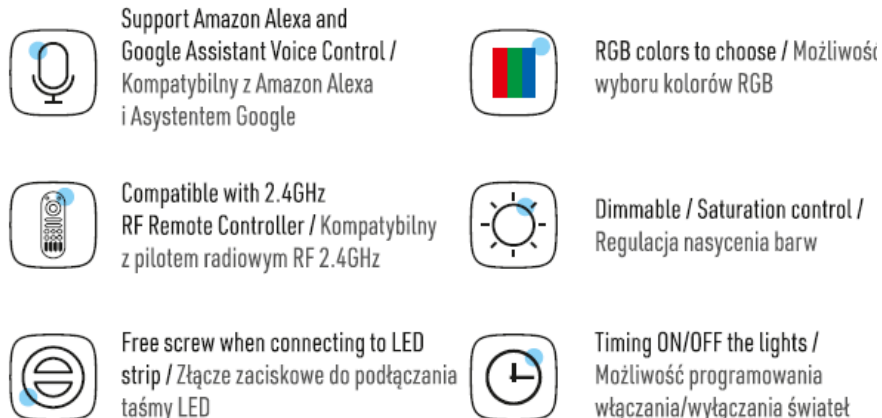 Support Amazon Alexa and
Google Assistant Voice Control /
Kompatybilny z Amazon Alexa
i Asystentem Google
RGB colors to choose / Możliwość
wyboru kolorów RGB
Compatible with 2.4GHz
RF Remote Controller / Kompatybilny
z pilotem radiowym RF 2.4GHz
Dimmable / Saturation control /
Regulacja nasycenia barw
Free screw when connecting to LED
strip / Złącze zaciskowe do podłączania
taśmy LED
Timing ON/OFF the lights /
Możliwość programowania
włączania/wyłączania świateł